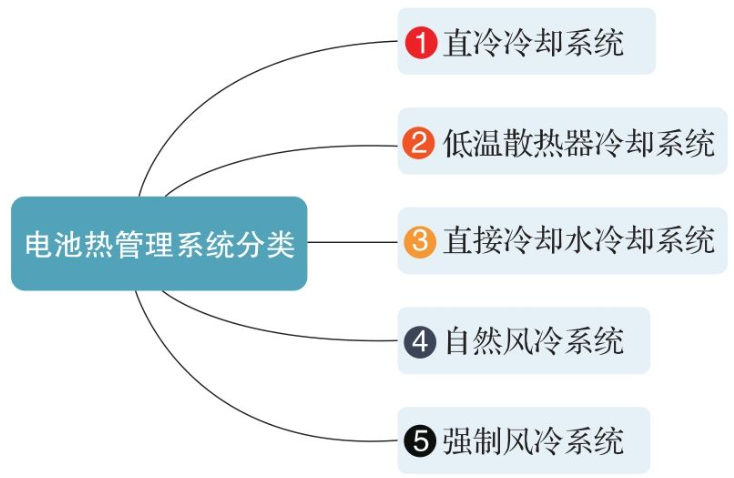 电池热管理系统分类
1 直冷冷却系统
2 低温散热器冷却系统
3 直接冷却水冷却系统
4 自然风冷系统
5 强制风冷系统